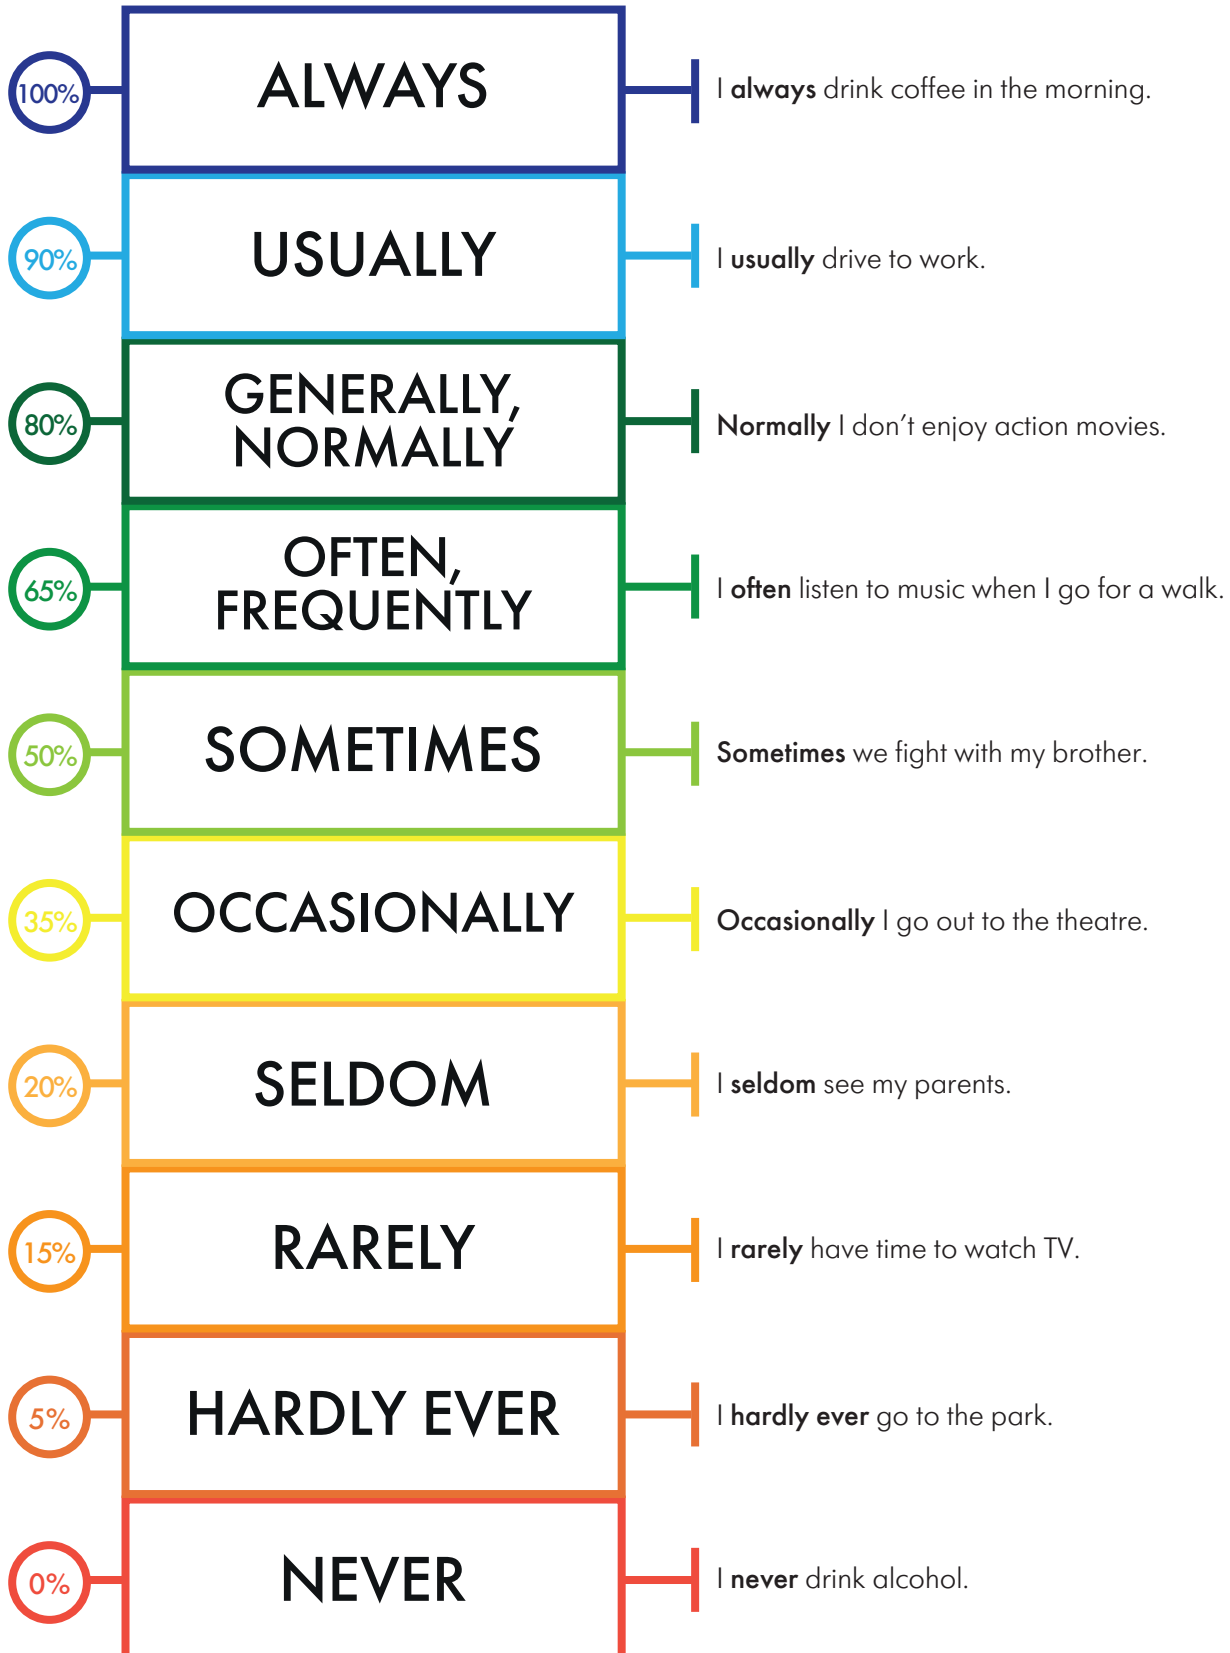 100%
ALWAYS
I always drink coffee in the morning.
90%
USUALLY
I usually drive to work.
80%
GENERALLY,
NORMALLY
Normally I don't enjoy action movies.
65%
OFTEN,
FREQUENTLY
I often listen to music when I go for a walk.
50%
SOMETIMES
Sometimes we fight with my brother.
35%
OCCASIONALLY
Occasionally I go out to the theatre.
20%
SELDOM
I seldom see my parents.
15%
RARELY
I rarely have time to watch TV.
5%
HARDLY EVER
I hardly ever go to the park.
0%
NEVER
I never drink alcohol.